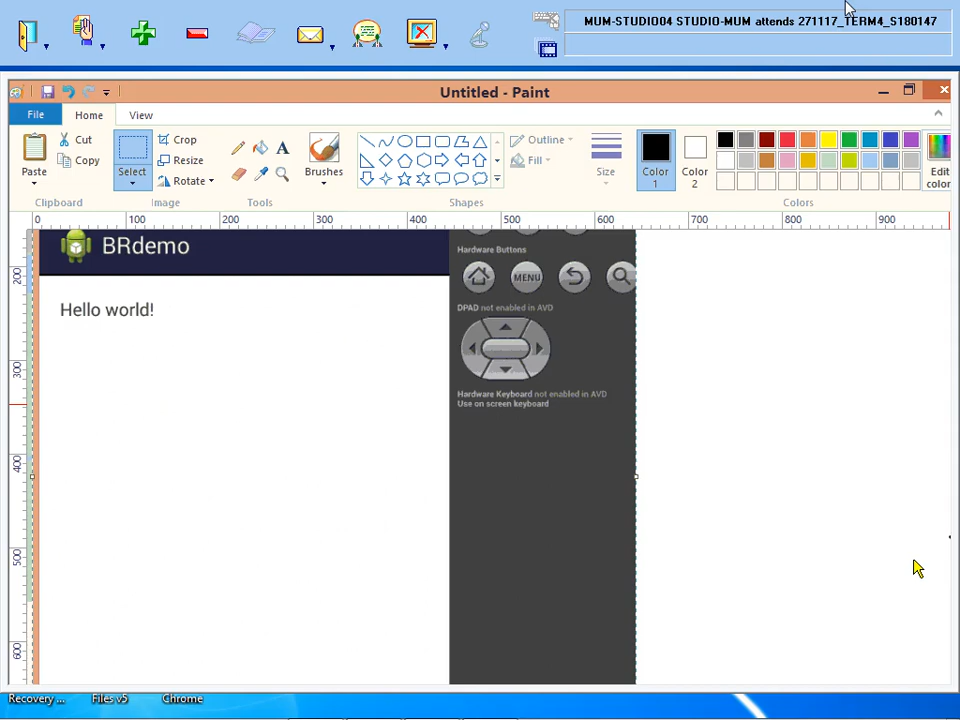 MUM-STUDIO04 STUDIO-MUM attends 271117_TERM4_S180147
Untitled - Paint
File Home View
Paste
Cut
Copy
Select
Crop
Resize
Rotate
A
Brushes
Outline
Fill
Size
Color 1
Color 2
Edit
color
Clipboard Image Tools Shapes Colors
0 100 200 300 400 500 600 700 800 900
200
300
400
500
600
BRdemo
Hello world!
Hardware Buttons
MENU
DPAD not enabled in AVD
Hardware Keyboard not enabled in AVD
Use on screen keyboard
Recovery ... Files v5 Chrome